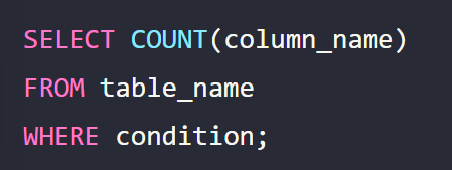 SELECT COUNT(column_name)
FROM table_name
WHERE condition;